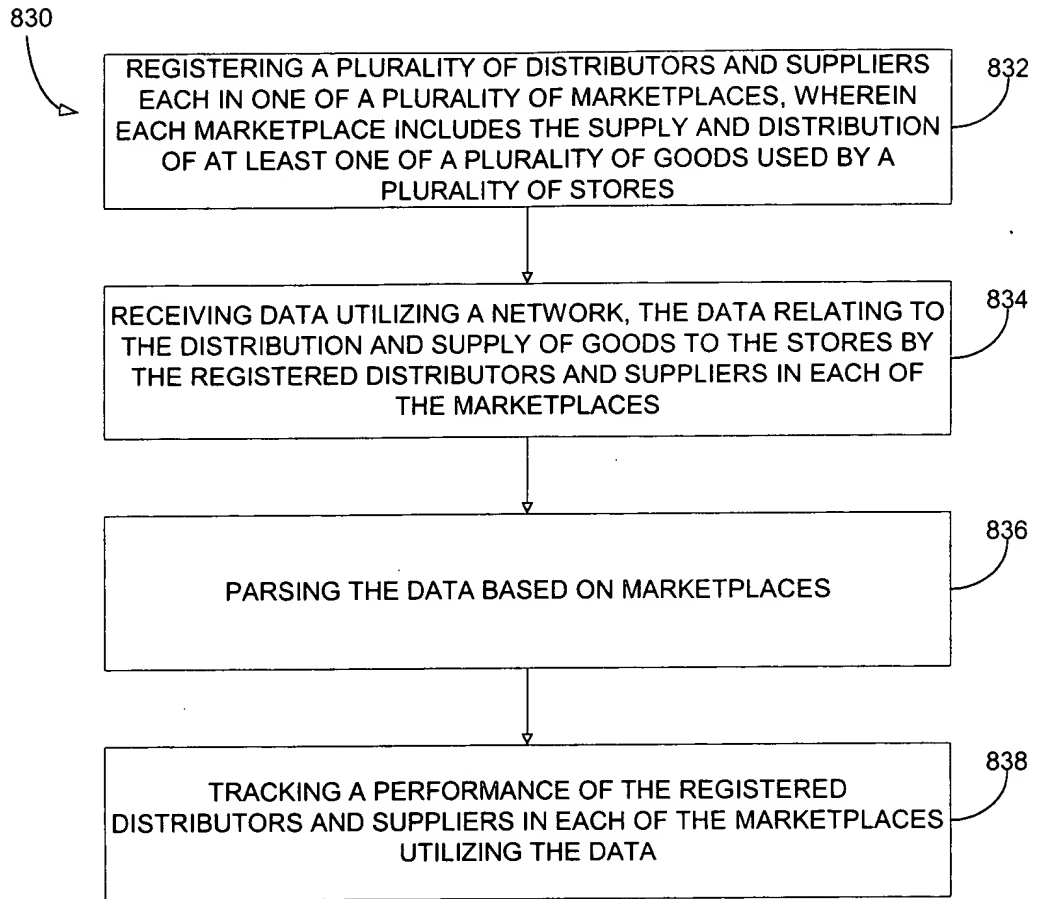 830
REGISTERING A PLURALITY OF DISTRIBUTORS AND SUPPLIERS
EACH IN ONE OF A PLURALITY OF MARKETPLACES, WHEREIN
EACH MARKETPLACE INCLUDES THE SUPPLY AND DISTRIBUTION
OF AT LEAST ONE OF A PLURALITY OF GOODS USED BY A
PLURALITY OF STORES
832
RECEIVING DATA UTILIZING A NETWORK, THE DATA RELATING TO
THE DISTRIBUTION AND SUPPLY OF GOODS TO THE STORES BY
THE REGISTERED DISTRIBUTORS AND SUPPLIERS IN EACH OF
THE MARKETPLACES
834
PARSING THE DATA BASED ON MARKETPLACES
836
TRACKING A PERFORMANCE OF THE REGISTERED
DISTRIBUTORS AND SUPPLIERS IN EACH OF THE MARKETPLACES
UTILIZING THE DATA
838